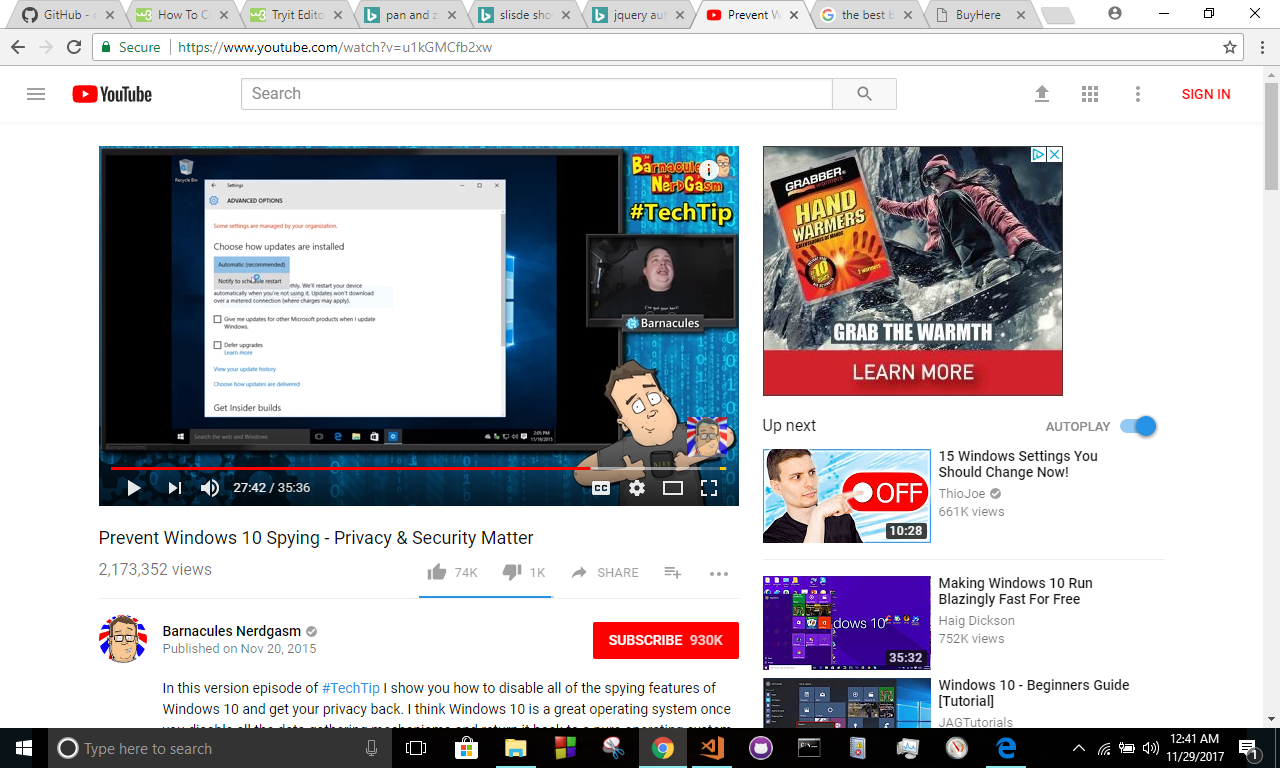 GitHub -
How To C
Tryit Edito
pan and z
slisde sho
jquery aut
Prevent W
the best b
BuyHere
Secure
https://www.youtube.com/watch?v=u1kGMCfb2xw
YouTube
Search
SIGN IN
Recycle Bin
Settings
ADVANCED OPTIONS
Some settings are managed by your organization.
Choose how updates are installed
Automatic (recommended)
Notify to schedule restart
We'll restart your device
automatically when you're not using it. Updates won't download
over a metered connection (where charges may apply).
Give me updates for other Microsoft products when I update
Windows.
Defer upgrades
Learn more
View your update history
Choose how updates are delivered
Get Insider builds
Search the web and Windows
2:05 PM
11/16/2015
Barnacules
NerdGasm
#TechTip
Barnacules
27:42 / 35:36
CC
GRABBER
warmers
HAND
WARMERS
GRAB THE WARMTH
LEARN MORE
Prevent Windows 10 Spying - Privacy & Security Matter
2,173,352 views
74K
1K
SHARE
Barnacules Nerdgasm
Published on Nov 20, 2015
SUBSCRIBE 930K
In this version episode of #TechTip I show you how to disable all of the spying features of
Windows 10 and get your privacy back. I think Windows 10 is a great operating system once
Up next
AUTOPLAY
OFF
10:28
15 Windows Settings You
Should Change Now!
ThioJoe
661K views
dows 10
35:32
Making Windows 10 Run
Blazingly Fast For Free
Haig Dickson
752K views
Windows 10 - Beginners Guide
[Tutorial]
JAGTutorials
Type here to search
12:41 AM
11/29/2017
1